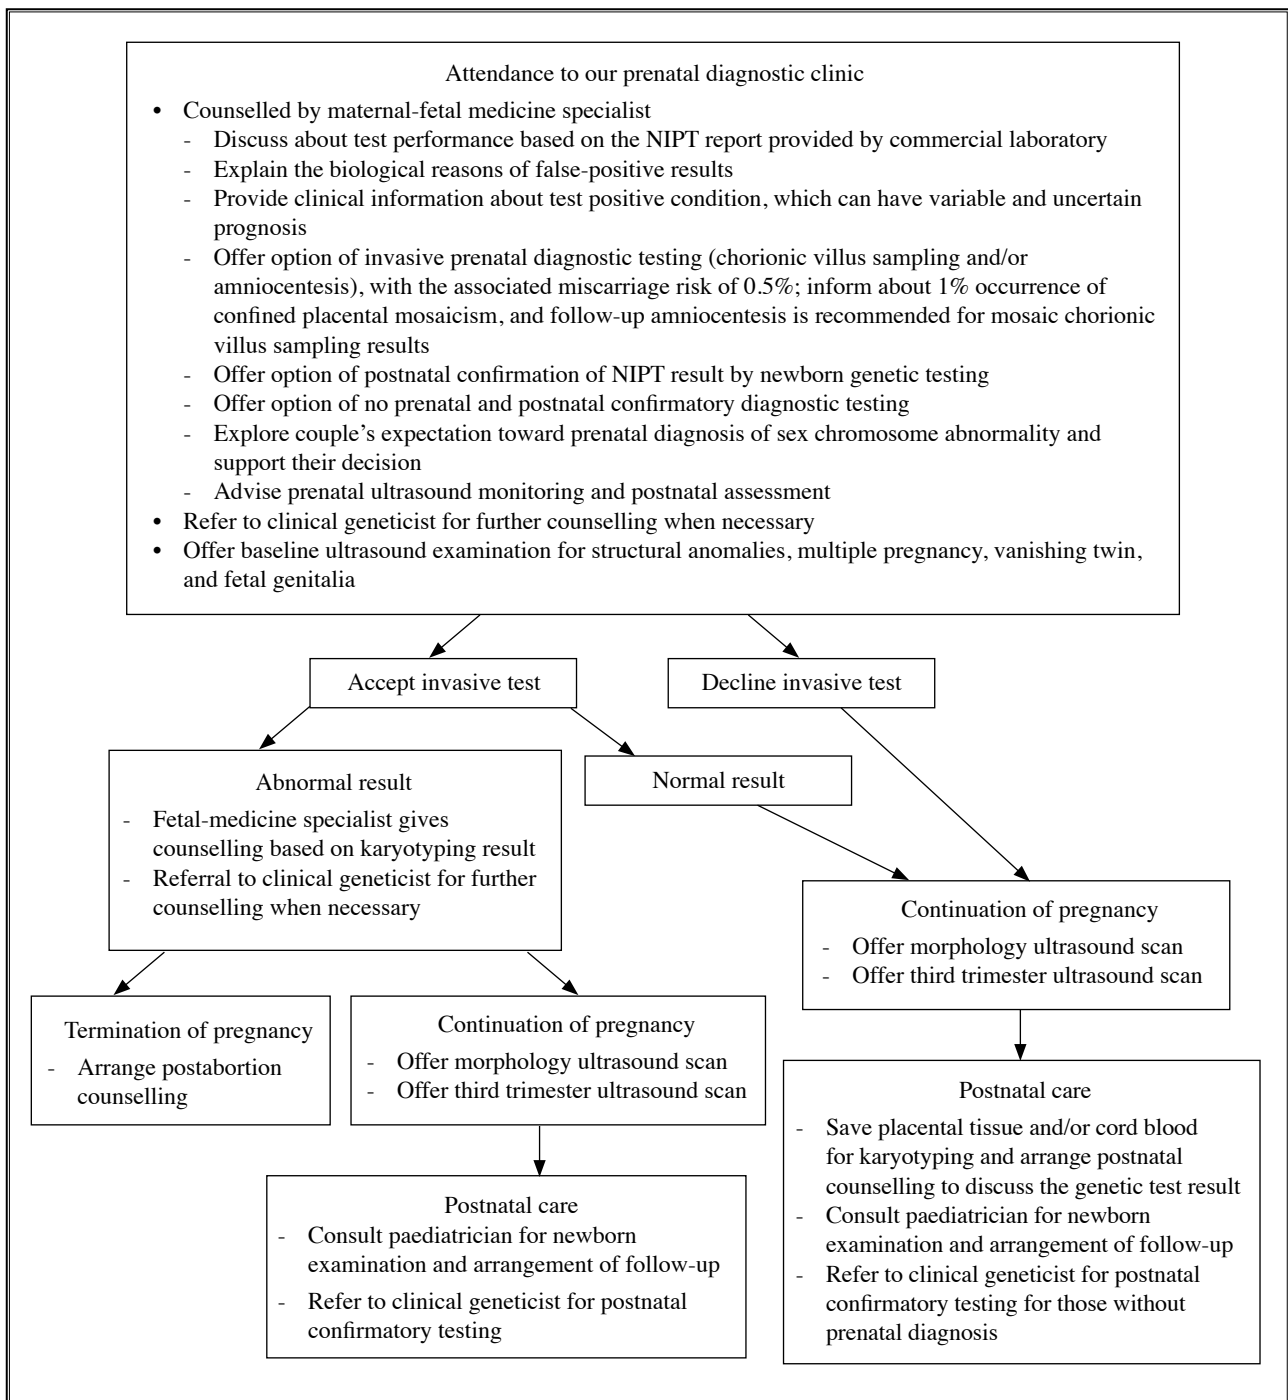 Attendance to our prenatal diagnostic clinic
• Counselled by maternal-fetal medicine specialist
- Discuss about test performance based on the NIPT report provided by commercial laboratory
- Explain the biological reasons of false-positive results
- Provide clinical information about test positive condition, which can have variable and uncertain
prognosis
- Offer option of invasive prenatal diagnostic testing (chorionic villus sampling and/or
amniocentesis), with the associated miscarriage risk of 0.5%; inform about 1% occurrence of
confined placental mosaicism, and follow-up amniocentesis is recommended for mosaic chorionic
villus sampling results
- Offer option of postnatal confirmation of NIPT result by newborn genetic testing
- Offer option of no prenatal and postnatal confirmatory diagnostic testing
- Explore couple's expectation toward prenatal diagnosis of sex chromosome abnormality and
support their decision
- Advise prenatal ultrasound monitoring and postnatal assessment
• Refer to clinical geneticist for further counselling when necessary
• Offer baseline ultrasound examination for structural anomalies, multiple pregnancy, vanishing twin,
and fetal genitalia
Accept invasive test
Decline invasive test
Abnormal result
- Fetal-medicine specialist gives
counselling based on karyotyping result
- Referral to clinical geneticist for further
counselling when necessary
Normal result
Continuation of pregnancy
- Offer morphology ultrasound scan
- Offer third trimester ultrasound scan
Termination of pregnancy
- Arrange postabortion
counselling
Continuation of pregnancy
- Offer morphology ultrasound scan
- Offer third trimester ultrasound scan
Postnatal care
- Save placental tissue and/or cord blood
for karyotyping and arrange postnatal
counselling to discuss the genetic test result
- Consult paediatrician for newborn
examination and arrangement of follow-up
- Refer to clinical geneticist for postnatal
confirmatory testing for those without
prenatal diagnosis
Postnatal care
- Consult paediatrician for newborn
examination and arrangement of follow-up
- Refer to clinical geneticist for postnatal
confirmatory testing